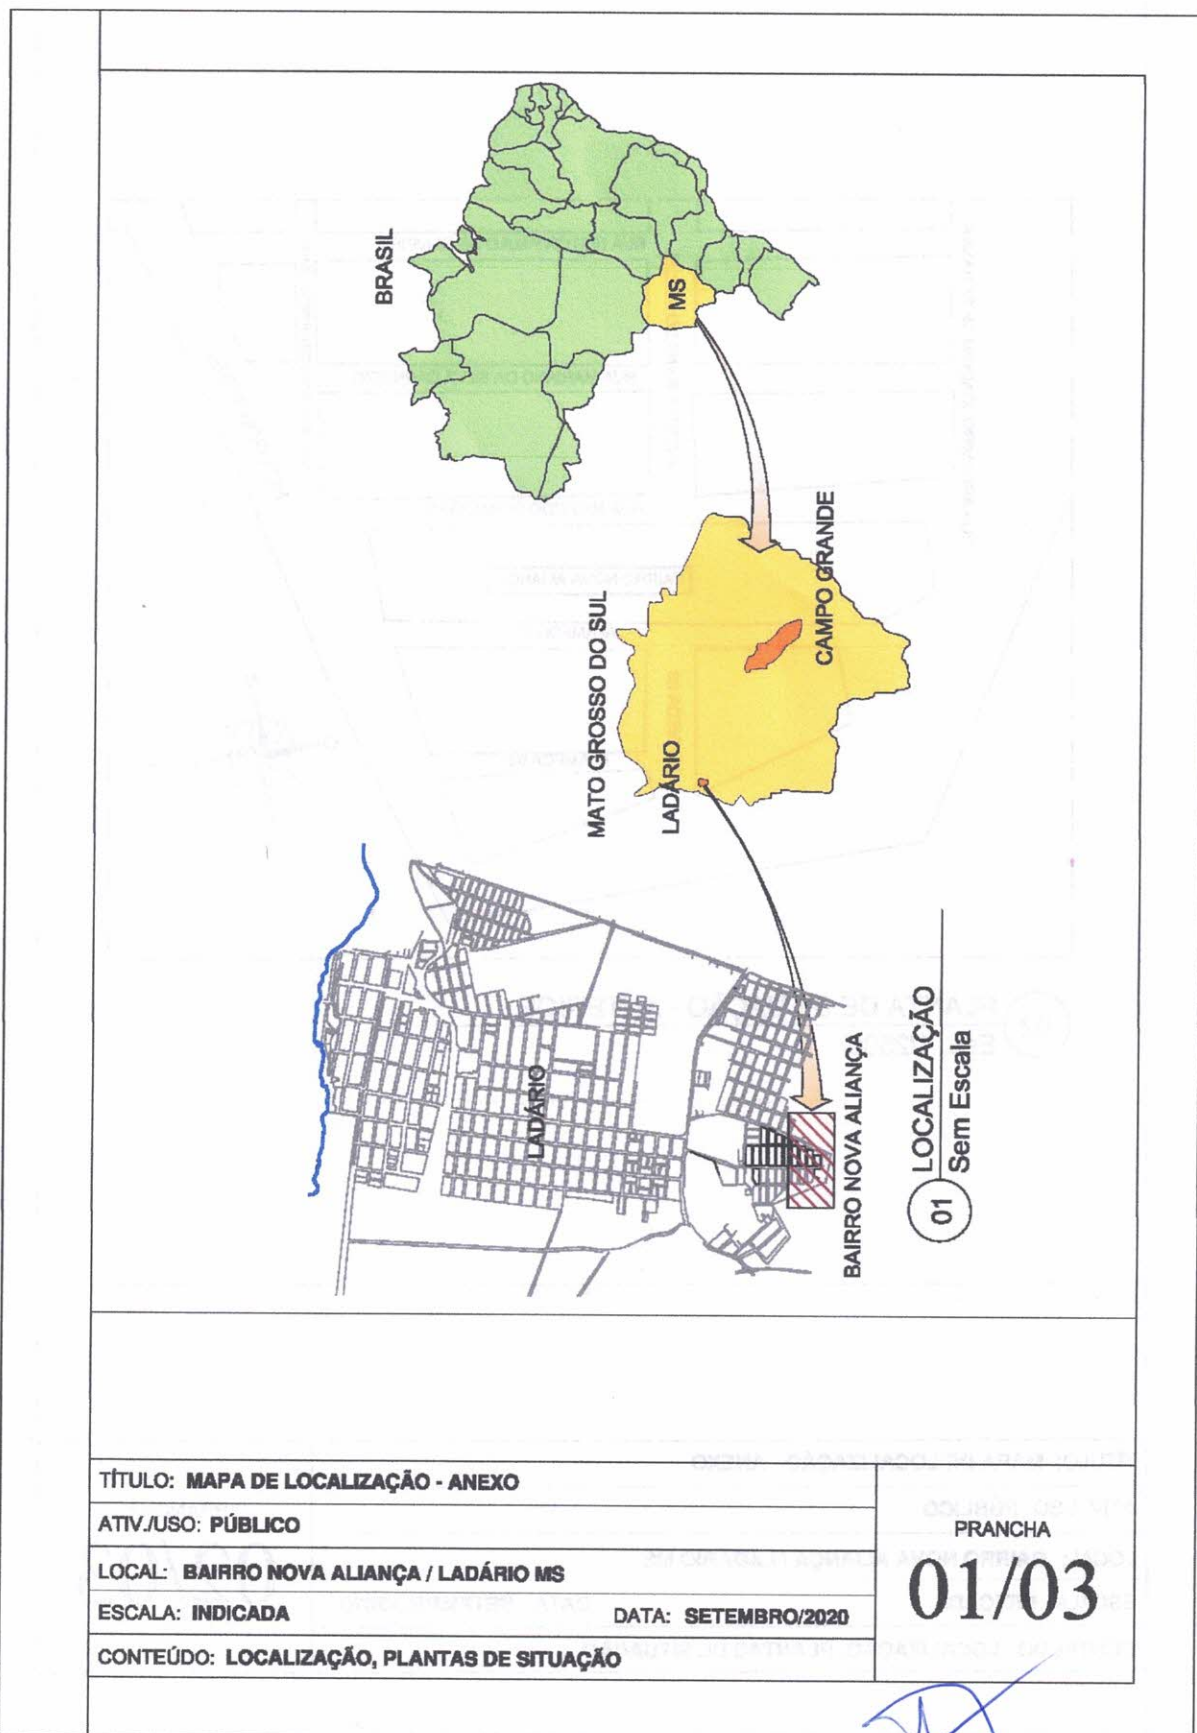 BRASIL
MS
MATO GROSSO DO SUL
CAMPO GRANDE
LADÁRIO
LADÁRIO
BAIRRO NOVA ALIANÇA
01
LOCALIZAÇÃO
Sem Escala
TÍTULO: MAPA DE LOCALIZAÇÃO - ANEXO
ATIV./USO: PÚBLICO
LOCAL: BAIRRO NOVA ALIANÇA / LADÁRIO MS
ESCALA: INDICADA DATA: SETEMBRO/2020
CONTEÚDO: LOCALIZAÇÃO, PLANTAS DE SITUAÇÃO
PRANCHA
01/03